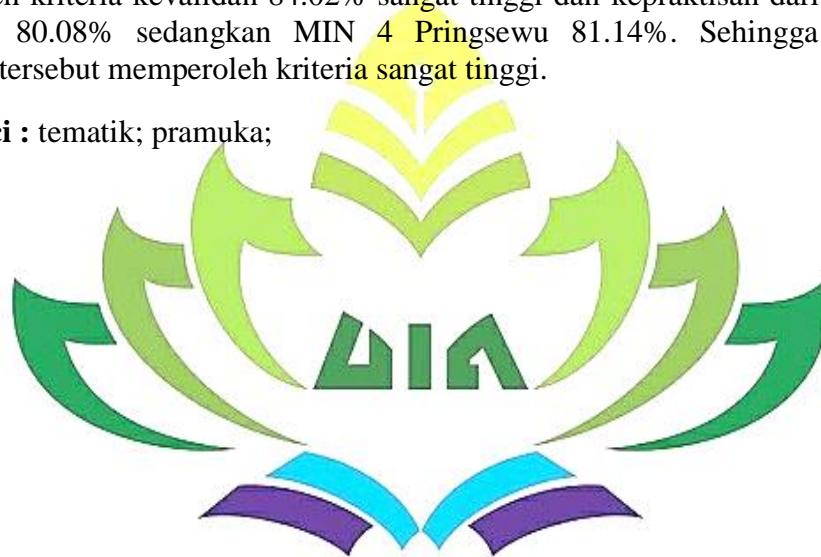 kriteria kevalidan 84.02% sangat tinggi dan kepraktisan dari
80.08% sedangkan MIN 4 Pringsewu 81.14%. Sehingga
tersebut memperoleh kriteria sangat tinggi.
: tematik; pramuka;
UIN